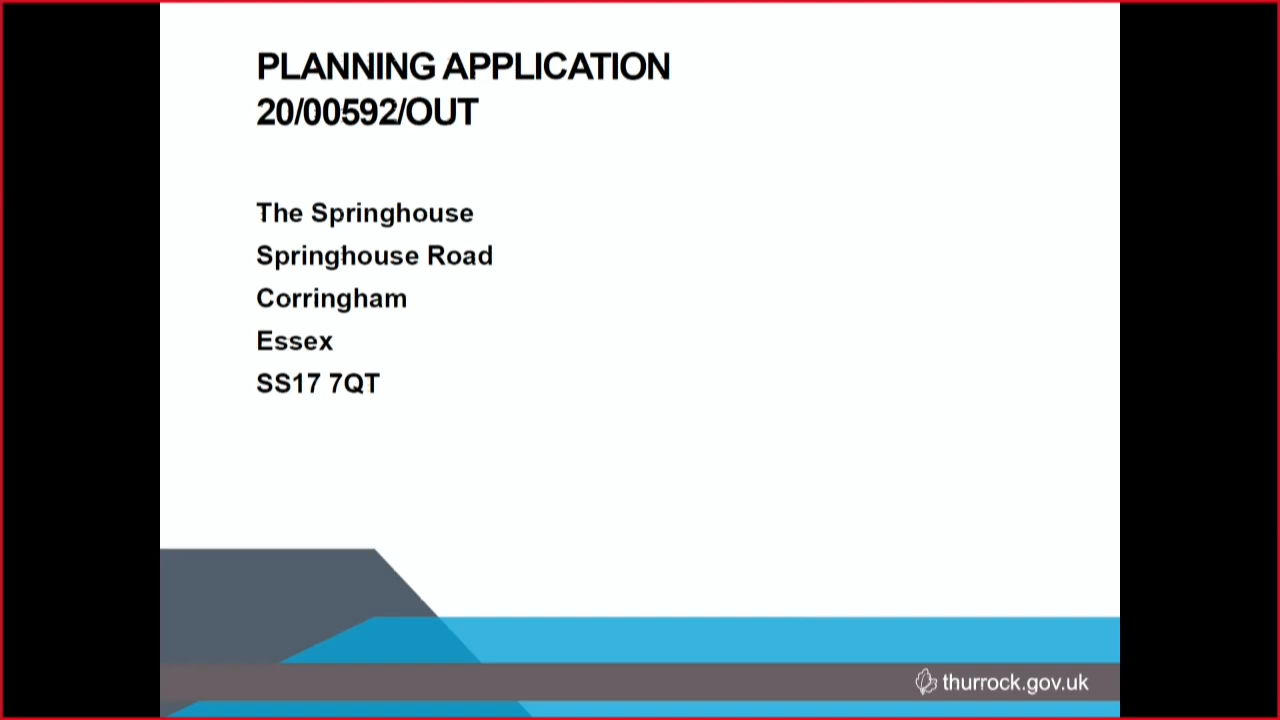 PLANNING APPLICATION
20/00592/OUT
The Springhouse
Springhouse Road
Corringham
Essex
SS17 7QT
thurrock.gov.uk